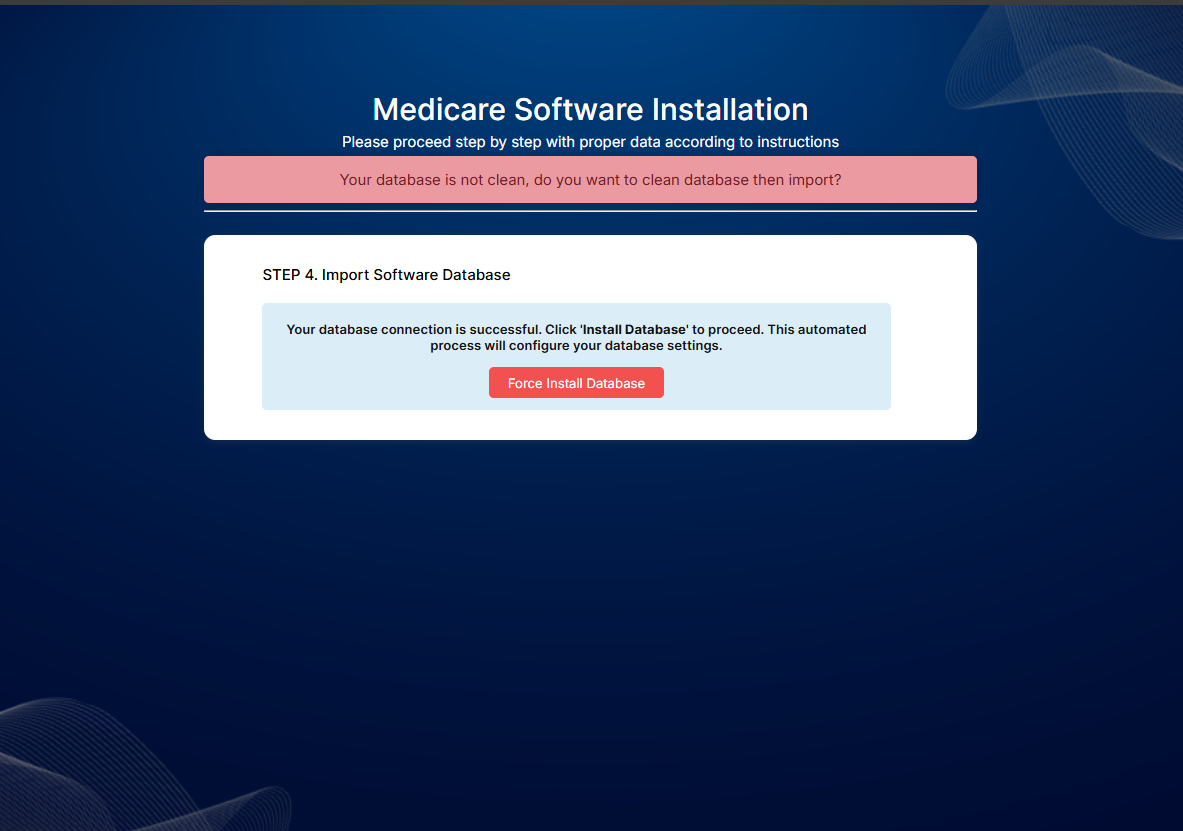 Medicare Software Installation
Please proceed step by step with proper data according to instructions
Your database is not clean, do you want to clean database then import?
STEP 4. Import Software Database
Your database connection is successful. Click 'Install Database' to proceed. This automated
process will configure your database settings.
Force Install Database